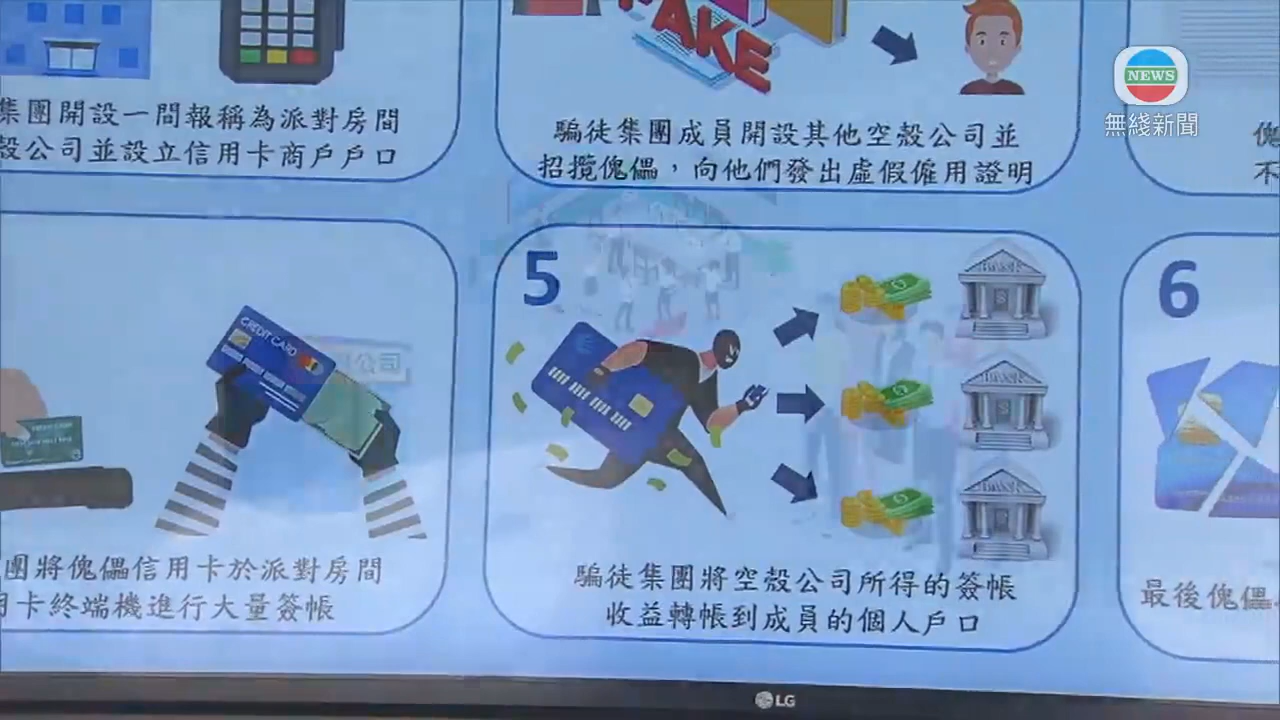 FAKE
NEWS
無綫新聞
集團開設一間報稱為派對房間
殼公司並設立信用卡商戶戶口
騙徒集團成員開設其他空殼公司並
招攬傀儡，向他們發出虛假僱用證明
不
CREDIT CARD
團將傀儡信用卡於派對房間
用卡終端機進行大量簽帳
5
BANK
$
BANK
$
BANK
$
騙徒集團將空殼公司所得的簽帳
收益轉帳到成員的個人戶口
6
最後傀儡
LG